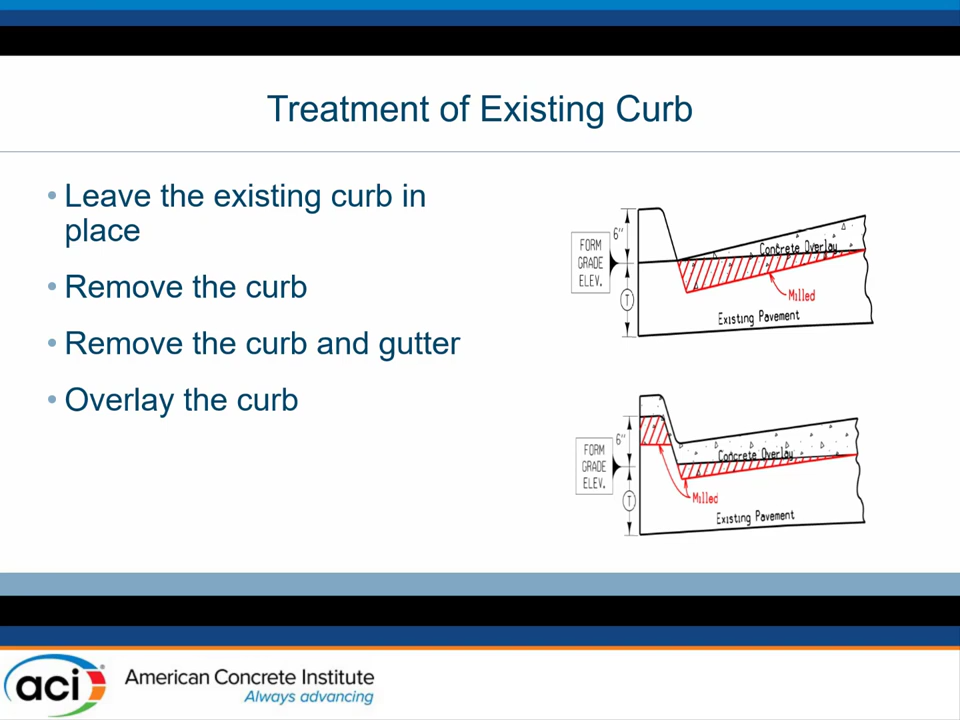 Treatment of Existing Curb
• Leave the existing curb in
place
• Remove the curb
• Remove the curb and gutter
• Overlay the curb
6"
FORM
GRADE
ELEV.
T
Concrete Overlay
Milled
Existing Pavement
6"
FORM
GRADE
ELEV.
T
Concrete Overlay
Milled
Existing Pavement
aci
American Concrete Institute
Always advancing